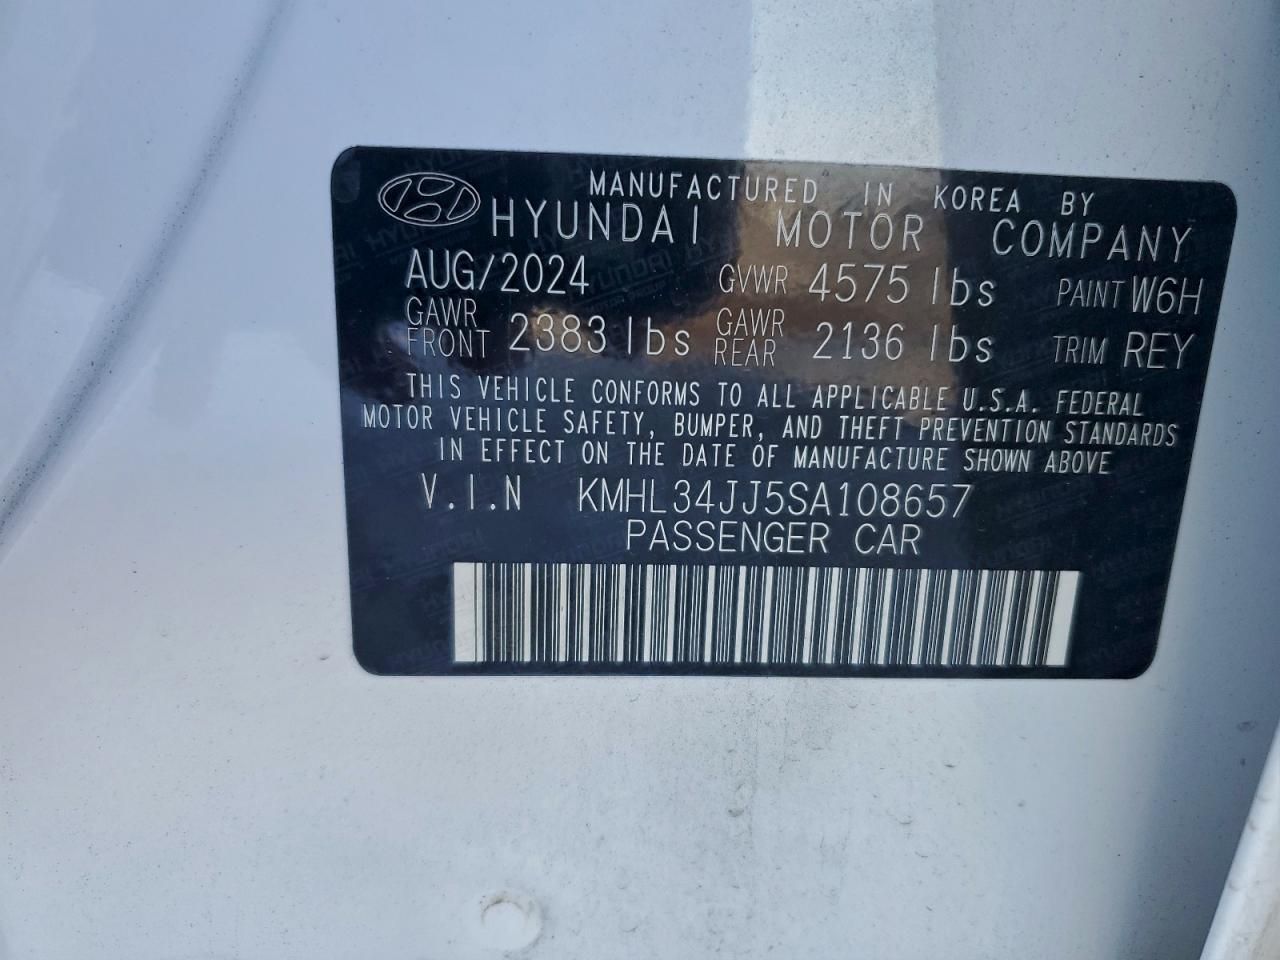 MANUFACTURED IN KOREA BY
HYUNDAI MOTOR COMPANY
AUG/2024 GVWR 4575 lbs PAINT W6H
GAWR FRONT 2383 lbs GAWR REAR 2136 lbs TRIM REY
THIS VEHICLE CONFORMS TO ALL APPLICABLE U.S.A. FEDERAL
MOTOR VEHICLE SAFETY, BUMPER, AND THEFT PREVENTION STANDARDS
IN EFFECT ON THE DATE OF MANUFACTURE SHOWN ABOVE
V.I.N KMHL34JJ5SA108657
PASSENGER CAR